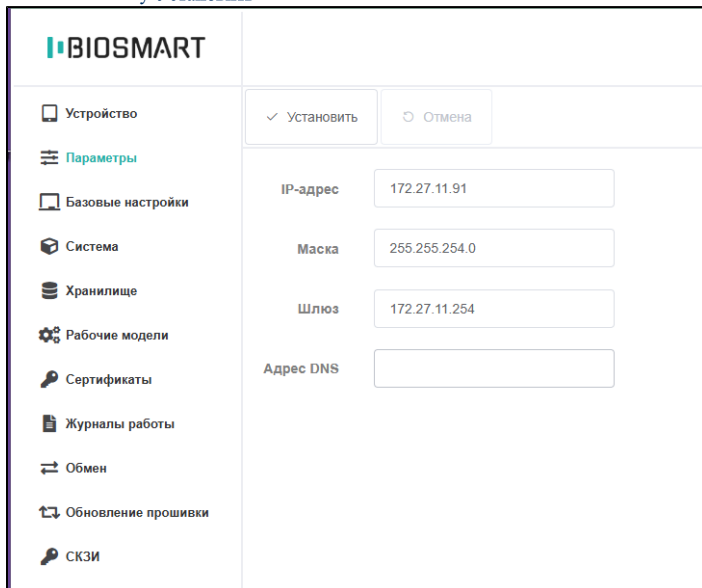 BIOSMART
Устройство
Параметры
Базовые настройки
Система
Хранилище
Рабочие модели
Сертификаты
Журналы работы
Обмен
Обновление прошивки
СКЗИ
Установить
Отмена
IP-адрес 172.27.11.91
Маска 255.255.254.0
Шлюз 172.27.11.254
Адрес DNS